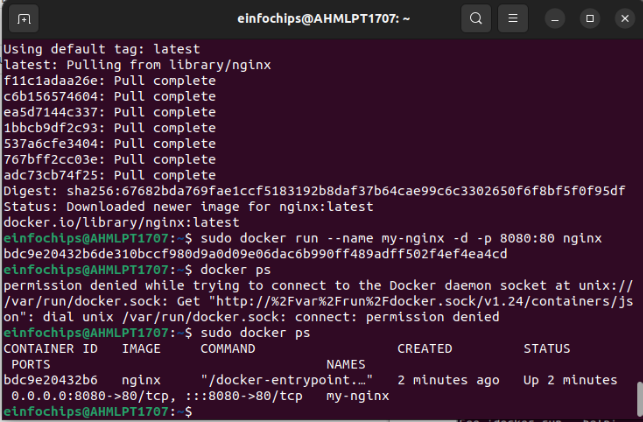 einfochips@AHMLPT1707: ~
Using default tag: latest
latest: Pulling from library/nginx
f11c1adaa26e: Pull complete
c6b156574604: Pull complete
ea5d7144c337: Pull complete
1bbcb9df2c93: Pull complete
537a6cfe3404: Pull complete
767bff2cc03e: Pull complete
adc73cb74f25: Pull complete
Digest: sha256:67682bda769fae1ccf5183192b8daf37b64cae99c6c3302650f6f8bf5f0f95df
Status: Downloaded newer image for nginx:latest
docker.io/library/nginx:latest
einfochips@AHMLPT1707:~$ sudo docker run --name my-nginx -d -p 8080:80 nginx
bdc9e20432b6de310bccf980d9a0d09e06dac6b990ff489adff502f4ef4ea4cd
einfochips@AHMLPT1707:~$ docker ps
permission denied while trying to connect to the Docker daemon socket at unix://
/var/run/docker.sock: Get "http://%2Fvar%2Frun%2Fdocker.sock/v1.24/containers/js
on": dial unix /var/run/docker.sock: connect: permission denied
einfochips@AHMLPT1707:~$ sudo docker ps
CONTAINER ID   IMAGE     COMMAND                  CREATED         STATUS
 PORTS                                   NAMES
bdc9e20432b6   nginx     "/docker-entrypoint.…"   2 minutes ago   Up 2 minutes
 0.0.0.0:8080->80/tcp, :::8080->80/tcp   my-nginx
einfochips@AHMLPT1707:~$